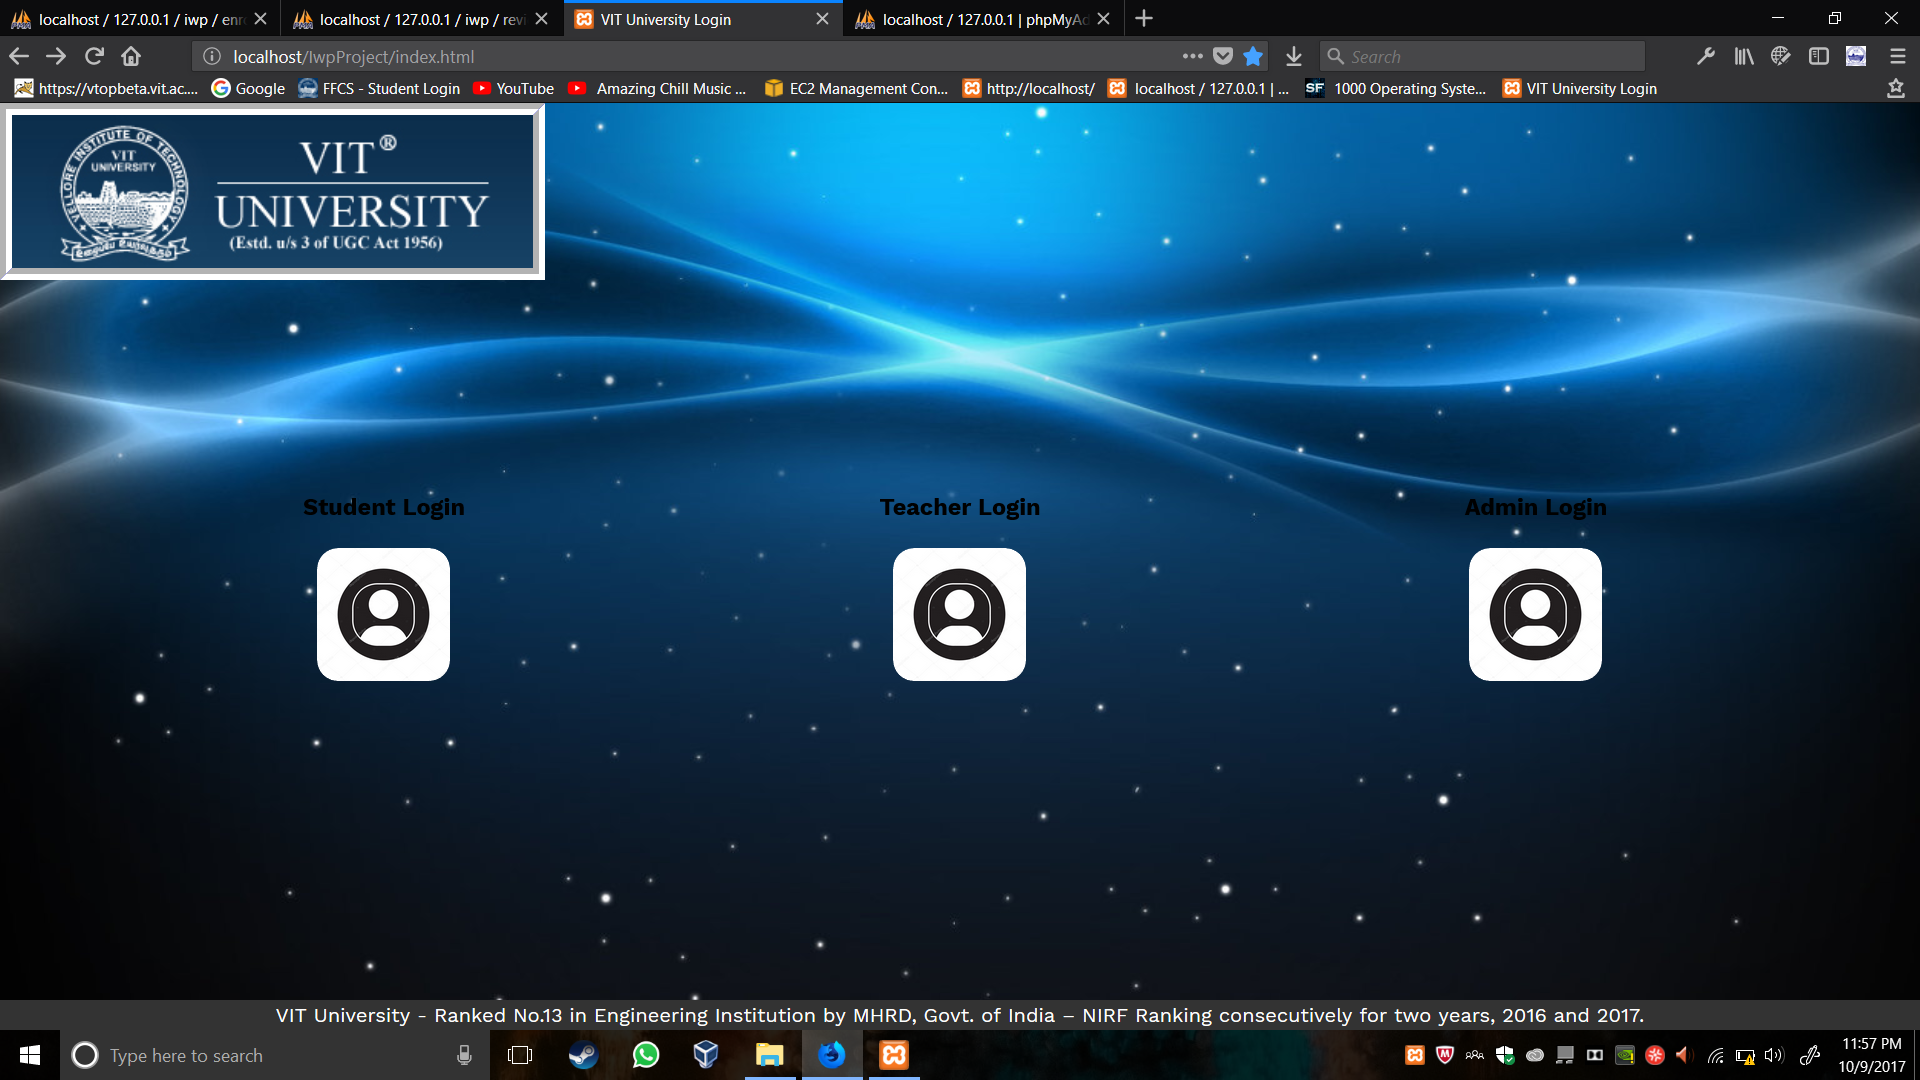 localhost / 127.0.0.1 / iwp / enr
localhost / 127.0.0.1 / iwp / revi
VIT University Login
localhost / 127.0.0.1 | phpMyAd
localhost/IwpProject/index.html
Search
https://vtopbeta.vit.ac....
Google
FFCS - Student Login
YouTube
Amazing Chill Music ...
EC2 Management Con...
http://localhost/
localhost / 127.0.0.1 | ...
SF
1000 Operating Syste...
VIT University Login
VELLORE INSTITUTE OF TECHNOLOGY
VIT
UNIVERSITY
VIT®
UNIVERSITY
(Estd. u/s 3 of UGC Act 1956)
Student Login
Teacher Login
Admin Login
VIT University - Ranked No.13 in Engineering Institution by MHRD, Govt. of India – NIRF Ranking consecutively for two years, 2016 and 2017.
Type here to search
11:57 PM
10/9/2017